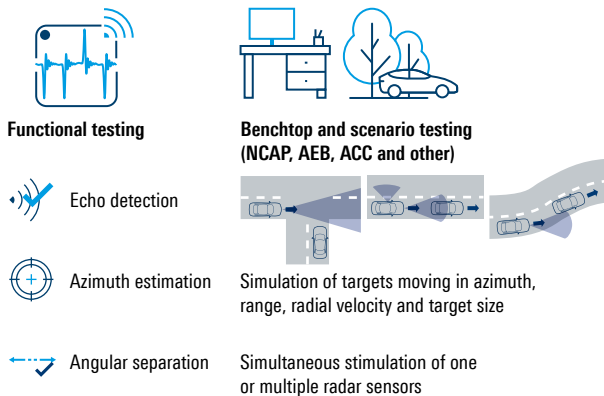 Functional testing
Benchtop and scenario testing
(NCAP, AEB, ACC and other)
Echo detection
Azimuth estimation
Simulation of targets moving in azimuth,
range, radial velocity and target size
Angular separation
Simultaneous stimulation of one
or multiple radar sensors